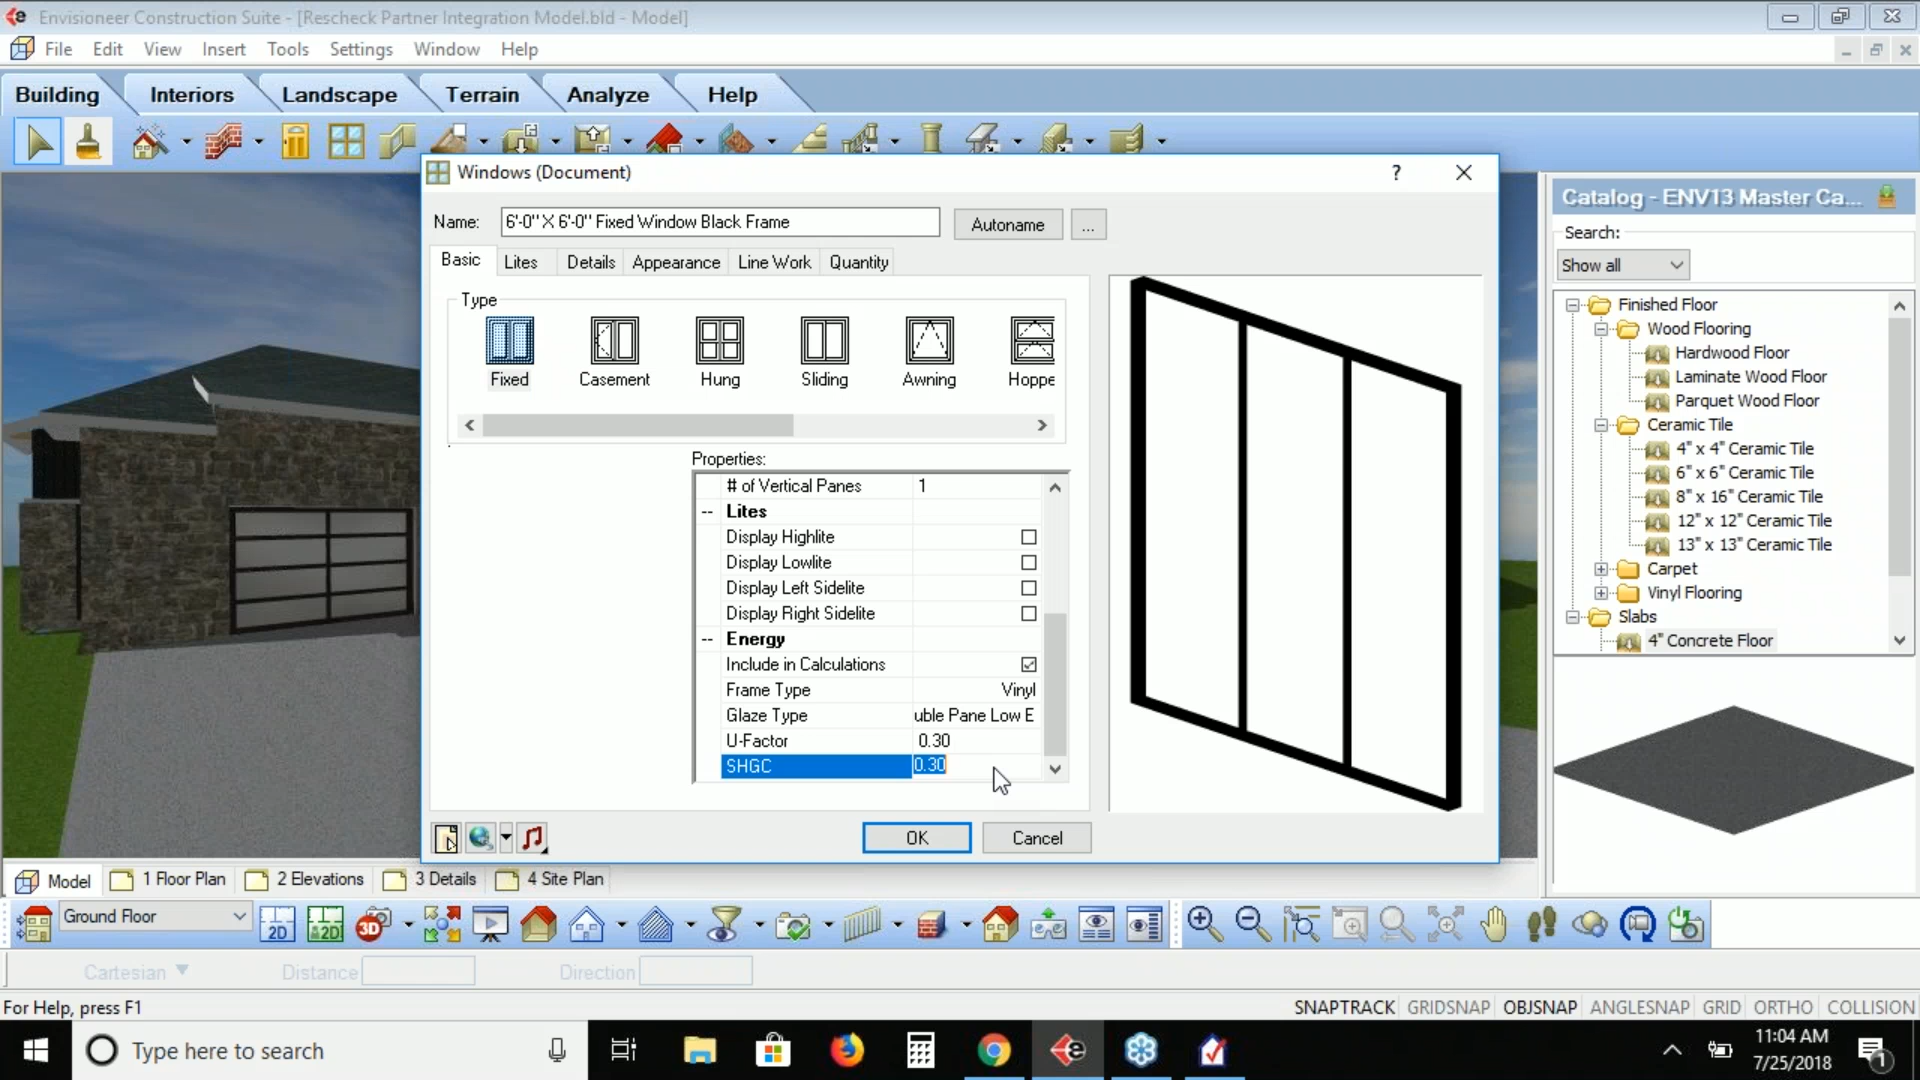 Envisioneer Construction Suite - [Rescheck Partner Integration Model.bld - Model]
File Edit View Insert Tools Settings Window Help
Building Interiors Landscape Terrain Analyze Help
Windows (Document)
?
Name: 6'-0" X 6'-0" Fixed Window Black Frame Autoname ...
Basic Lites Details Appearance Line Work Quantity
Type
Fixed Casement Hung Sliding Awning Hoppe
Properties:
# of Vertical Panes 1
-- Lites
Display Highlite
Display Lowlite
Display Left Sidelite
Display Right Sidelite
-- Energy
Include in Calculations
Frame Type Vinyl
Glaze Type uble Pane Low E
U-Factor 0.30
SHGC 0.30
OK Cancel
Catalog - ENV13 Master Ca...
Search:
Show all
Finished Floor
Wood Flooring
Hardwood Floor
Laminate Wood Floor
Parquet Wood Floor
Ceramic Tile
4" x 4" Ceramic Tile
6" x 6" Ceramic Tile
8" x 16" Ceramic Tile
12" x 12" Ceramic Tile
13" x 13" Ceramic Tile
Carpet
Vinyl Flooring
Slabs
4" Concrete Floor
Model 1 Floor Plan 2 Elevations 3 Details 4 Site Plan
Ground Floor 2D 2D 3D
Cartesian Distance Direction
For Help, press F1
SNAPTRACK GRIDSNAP OBJSNAP ANGLESNAP GRID ORTHO COLLISION
Type here to search
11:04 AM
7/25/2018
1